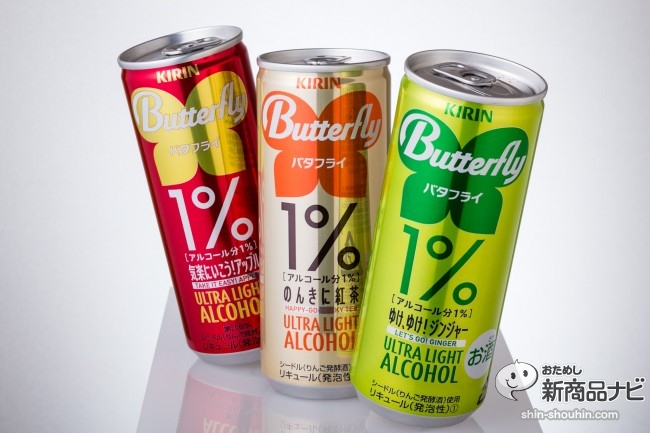 KIRIN
Butterfly
バタフライ
1%
[アルコール分1%]
気楽にいこう!アップル
TAKE IT EASY! APPLE
ULTRA LIGHT
ALCOHOL
KIRIN
Butterfly
バタフライ
1%
[アルコール分1%]
のんきに紅茶
ULTRA LIGHT
ALCOHOL
シードル(りんご発酵酒)使用
リキュール(発泡性)①
KIRIN
Butterfly
バタフライ
1%
[アルコール分1%]
ゆけ、ゆけ!ジンジャー
LET'S GO! GINGER
ULTRA LIGHT
ALCOHOL
お酒
シードル(りんご発酵酒)使用
リキュール(発泡性)①
おためし
新商品ナビ
shin-shouhin.com